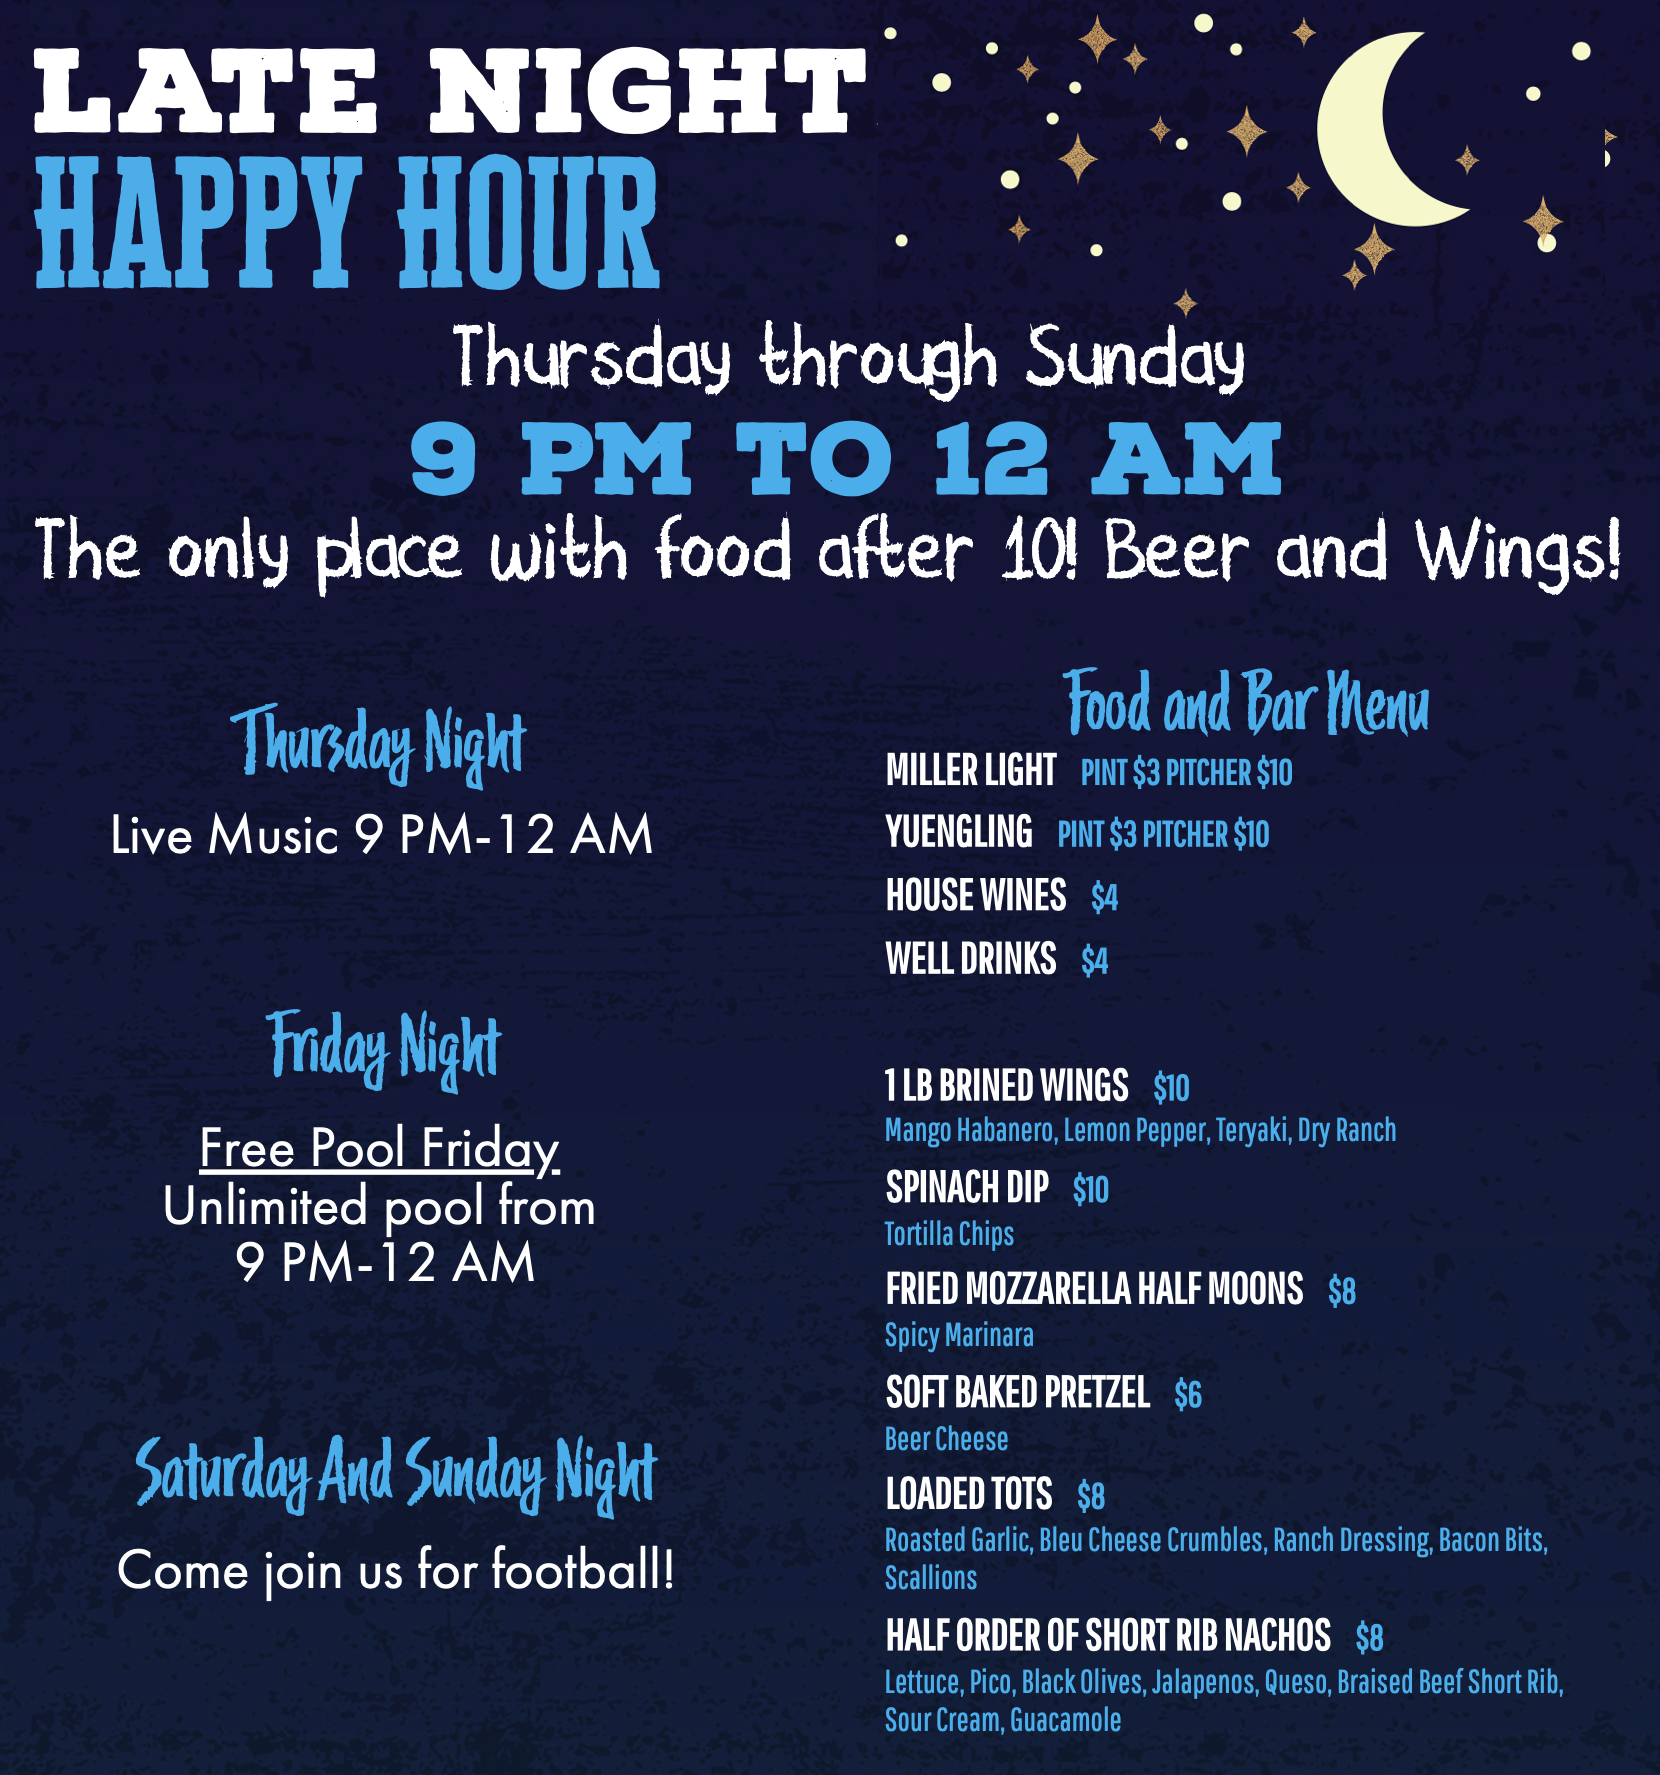 LATE NIGHT
HAPPY HOUR
Thursday through Sunday
9 PM TO 12 AM
The only place with food after 10! Beer and Wings!
Thursday Night
Live Music 9 PM-12 AM
Friday Night
Free Pool Friday
Unlimited pool from
9 PM-12 AM
Saturday And Sunday Night
Come join us for football!
Food and Bar Menu
MILLER LIGHT PINT $3 PITCHER $10
YUENGLING PINT $3 PITCHER $10
HOUSE WINES $4
WELL DRINKS $4
1 LB BRINED WINGS $10
Mango Habanero, Lemon Pepper, Teryaki, Dry Ranch
SPINACH DIP $10
Tortilla Chips
FRIED MOZZARELLA HALF MOONS $8
Spicy Marinara
SOFT BAKED PRETZEL $6
Beer Cheese
LOADED TOTS $8
Roasted Garlic, Bleu Cheese Crumbles, Ranch Dressing, Bacon Bits,
Scallions
HALF ORDER OF SHORT RIB NACHOS $8
Lettuce, Pico, Black Olives, Jalapenos, Queso, Braised Beef Short Rib,
Sour Cream, Guacamole